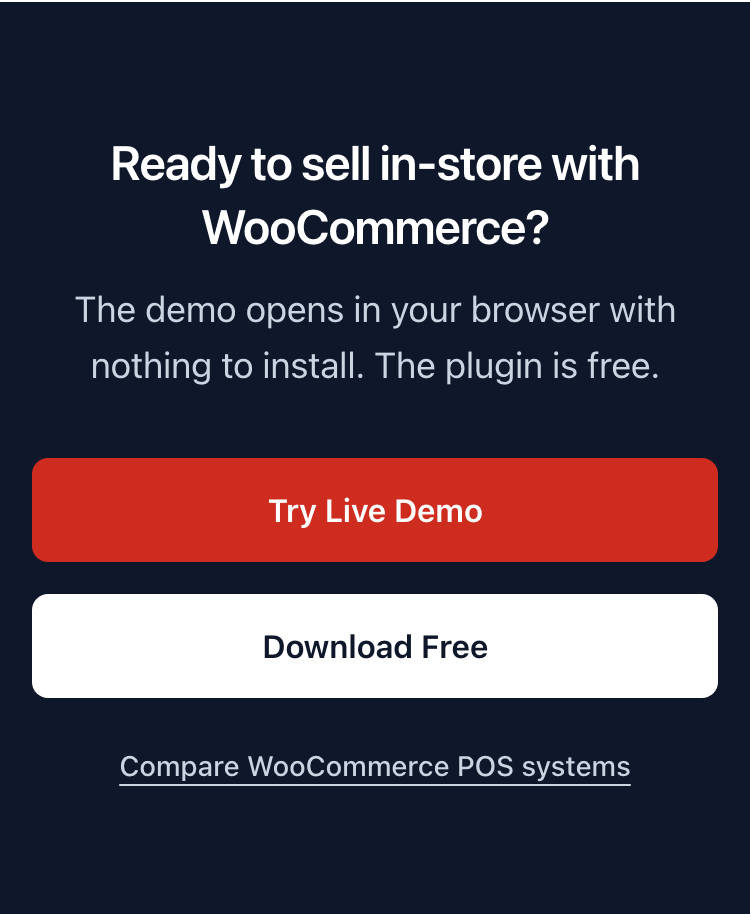 Ready to sell in-store with
WooCommerce?
The demo opens in your browser with
nothing to install. The plugin is free.
Try Live Demo
Download Free
Compare WooCommerce POS systems